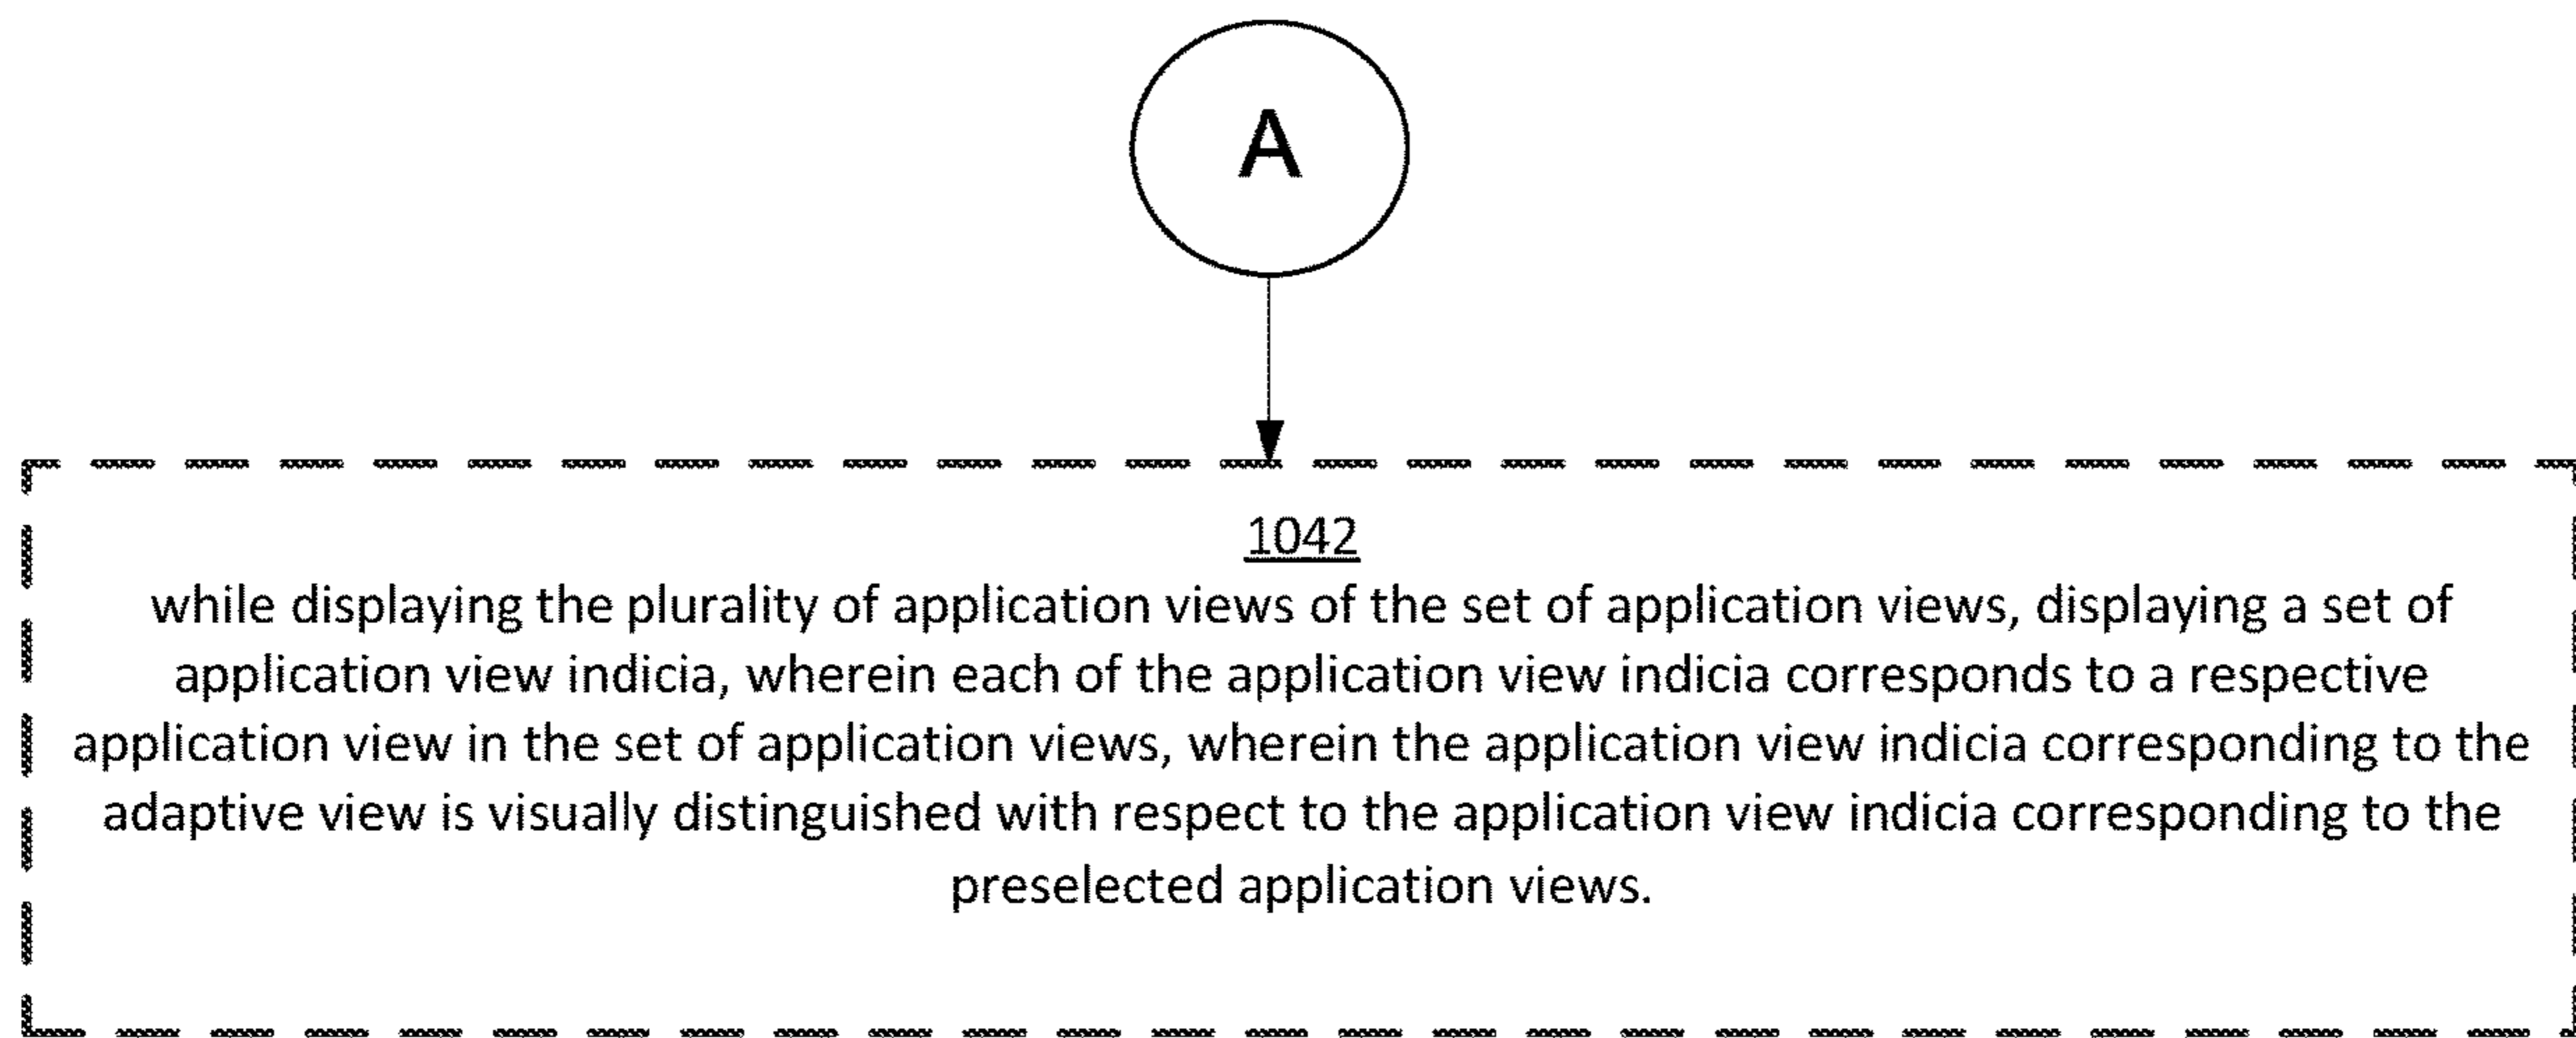 A
1042
while displaying the plurality of application views of the set of application views, displaying a set of
application view indicia, wherein each of the application view indicia corresponds to a respective
application view in the set of application views, wherein the application view indicia corresponding to the
adaptive view is visually distinguished with respect to the application view indicia corresponding to the
preselected application views.